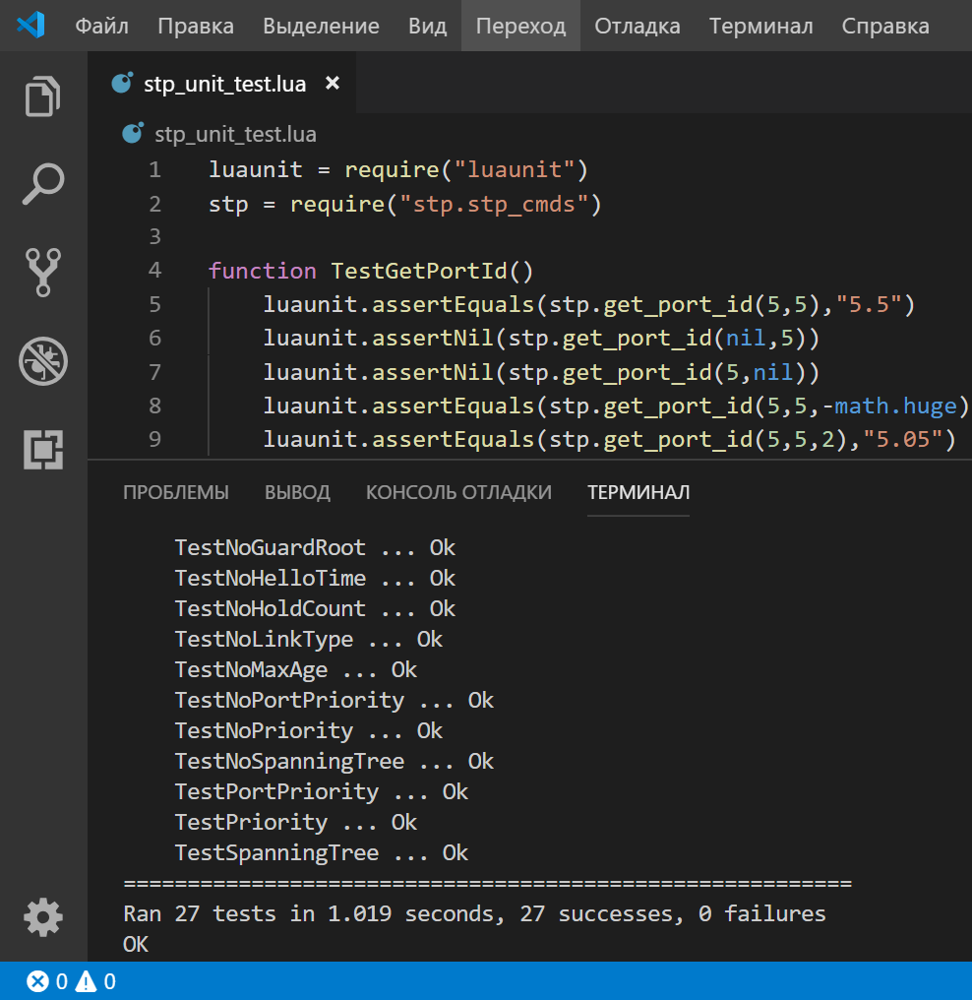 Файл Правка Выделение Вид Переход Отладка Терминал Справка
stp_unit_test.lua ×
stp_unit_test.lua
1 luaunit = require("luaunit")
2 stp = require("stp.stp_cmds")
3
4 function TestGetPortId()
5 luaunit.assertEquals(stp.get_port_id(5,5),"5.5")
6 luaunit.assertNil(stp.get_port_id(nil,5))
7 luaunit.assertNil(stp.get_port_id(5,nil))
8 luaunit.assertEquals(stp.get_port_id(5,5,-math.huge)
9 luaunit.assertEquals(stp.get_port_id(5,5,2),"5.05")
ПРОБЛЕМЫ ВЫВОД КОНСОЛЬ ОТЛАДКИ ТЕРМИНАЛ
TestNoGuardRoot ... Ok
TestNoHelloTime ... Ok
TestNoHoldCount ... Ok
TestNoLinkType ... Ok
TestNoMaxAge ... Ok
TestNoPortPriority ... Ok
TestNoPriority ... Ok
TestNoSpanningTree ... Ok
TestPortPriority ... Ok
TestPriority ... Ok
TestSpanningTree ... Ok
=========================================================
Ran 27 tests in 1.019 seconds, 27 successes, 0 failures
OK
0 0